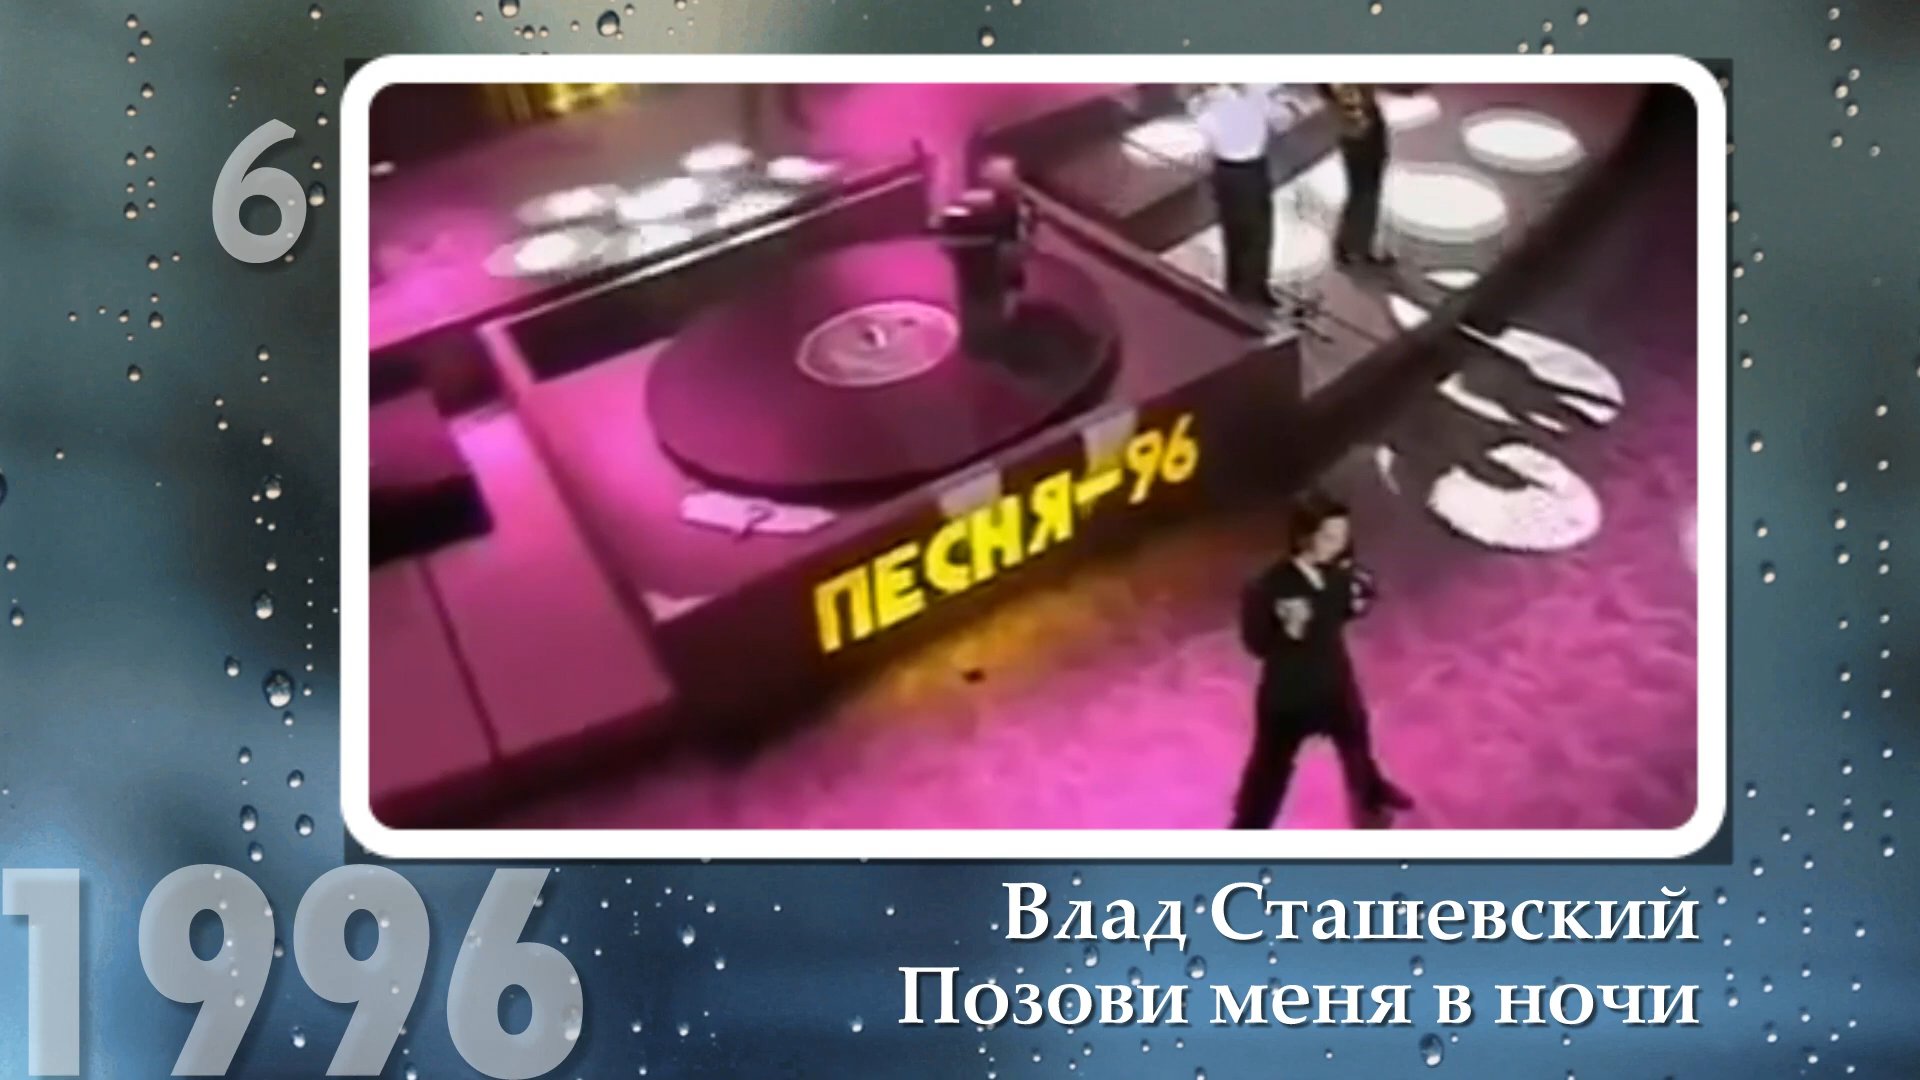 6
ПЕСНЯ-96
1996
Влад Сташевский
Позови меня в ночи